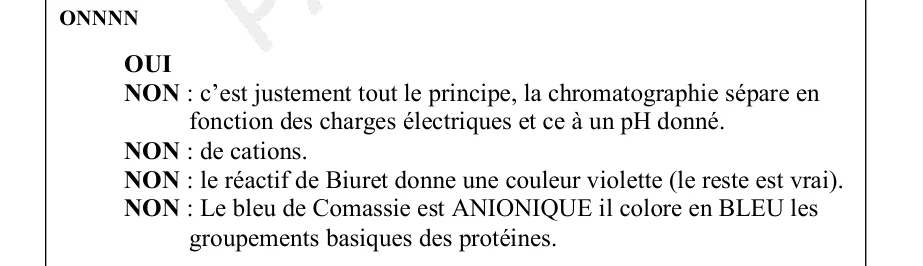 ONNNN
OUI
NON : c’est justement tout le principe, la chromatographie sépare en
fonction des charges électriques et ce à un pH donné.
NON : de cations.
NON : le réactif de Biuret donne une couleur violette (le reste est vrai).
NON : Le bleu de Comassie est ANIONIQUE il colore en BLEU les
groupements basiques des protéines.